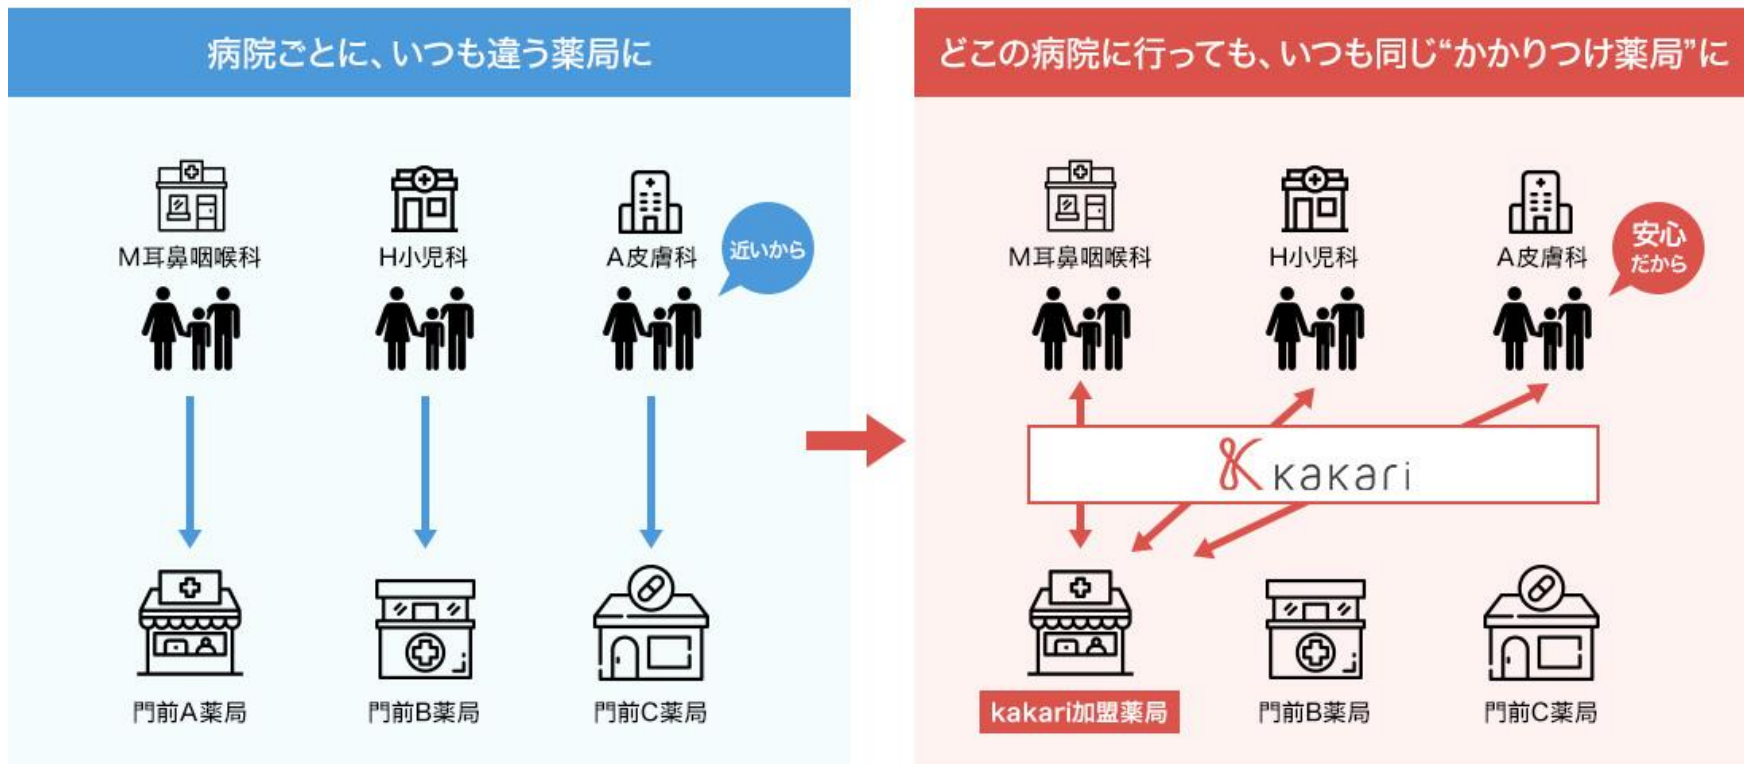 病院ごとに、いつも違う薬局に
M耳鼻咽喉科
H小児科
A皮膚科
近いから
門前A薬局
門前B薬局
門前C薬局
どこの病院に行っても、いつも同じ“かかりつけ薬局”に
M耳鼻咽喉科
H小児科
A皮膚科
安心
だから
kakari
kakari加盟薬局
門前B薬局
門前C薬局